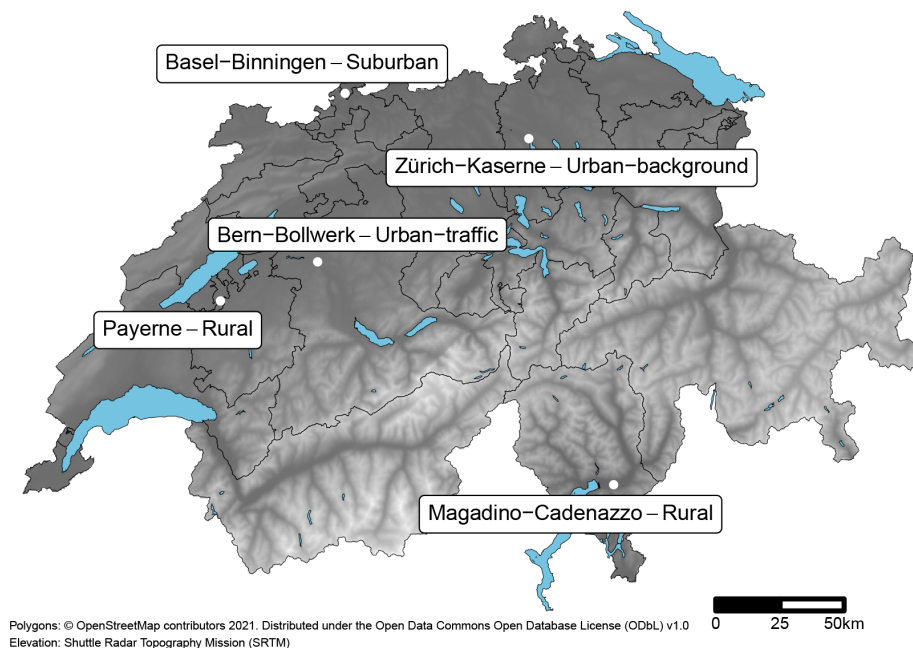 Basel−Binningen – Suburban
Zürich−Kaserne – Urban−background
Bern−Bollwerk – Urban−traffic
Payerne – Rural
Magadino−Cadenazzo – Rural
0 25 50km
Polygons: © OpenStreetMap contributors 2021. Distributed under the Open Data Commons Open Database License (ODbL) v1.0
Elevation: Shuttle Radar Topography Mission (SRTM)